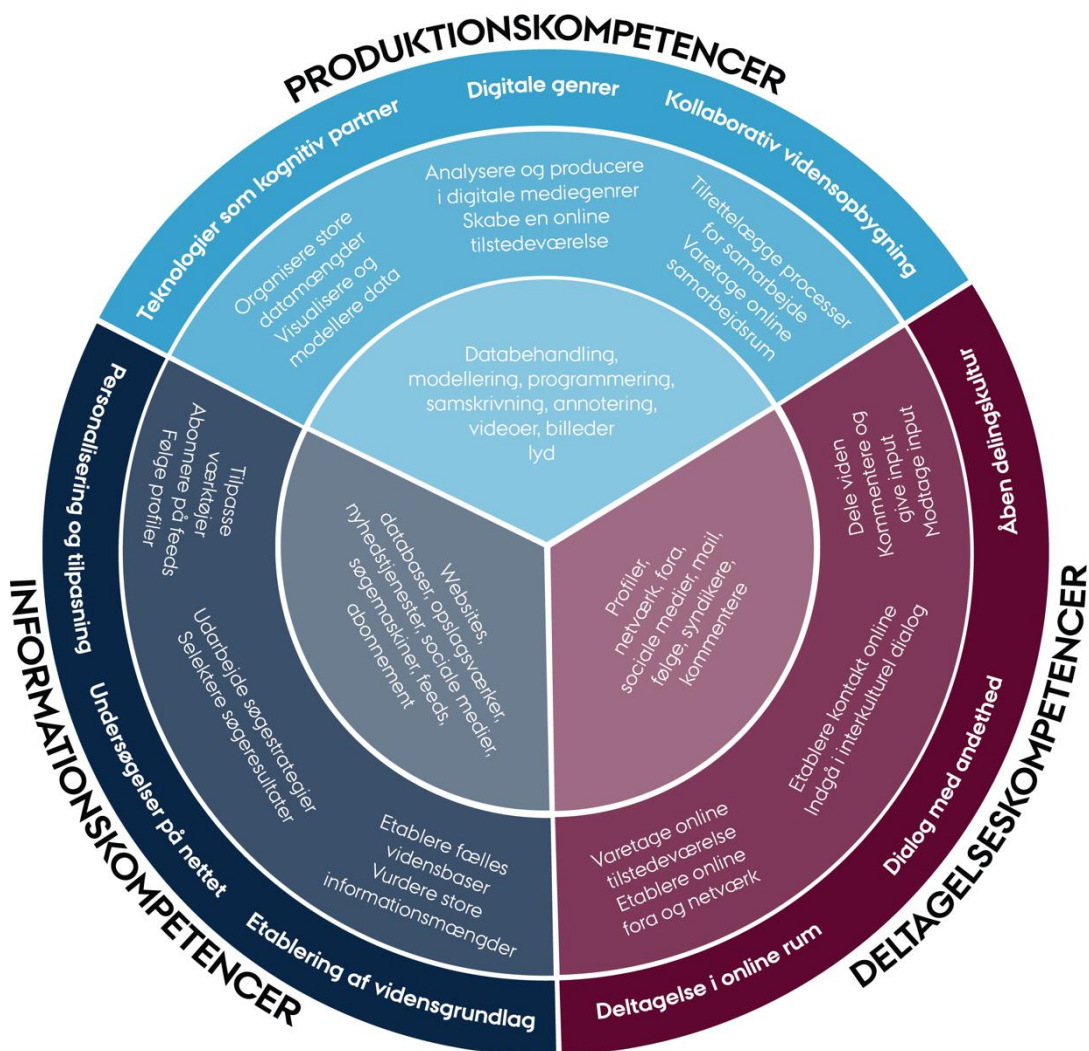 PRODUKTIONSKOMPETENCER
Teknologier som kognitiv partner
Digitale genrer
Kollaborativ vidensopbygning
Organisere store
datamængder
Visualisere og
modellere data
Analysere og producere
i digitale mediegenrer
Skabe en online
tilstedeværelse
Tilrettelægge processer
for samarbejde
Varetage online
samarbejdsrum
Databehandling,
modellering, programmering,
samskrivning, annotering,
videoer, billeder
lyd
DELTAGELSESKOMPETENCER
Åben delingskultur
Dialog med andethed
Deltagelse i online rum
Dele viden
Kommentere og
give input
Modtage input
Etablere kontakt online
Indgå i interkulturel dialog
Varetage online
tilstedeværelse
Etablere online
fora og netværk
Profiler,
netværk, fora,
sociale medier, mail,
følge, syndikere,
kommentere
INFORMATIONSKOMPETENCER
Personalisering og tilpasning
Undersøgelser på nettet
Etablering af vidensgrundlag
Tilpasse
værktøjer
Abonnere på feeds
Følge profiler
Udarbejde søgestrategier
Selektere søgeresultater
Etablere fælles
vidensbaser
Vurdere store
informationsmængder
Websites,
databaser, opslagsværker,
nyhedstjenester, sociale medier,
søgemaskiner, feeds,
abonnement